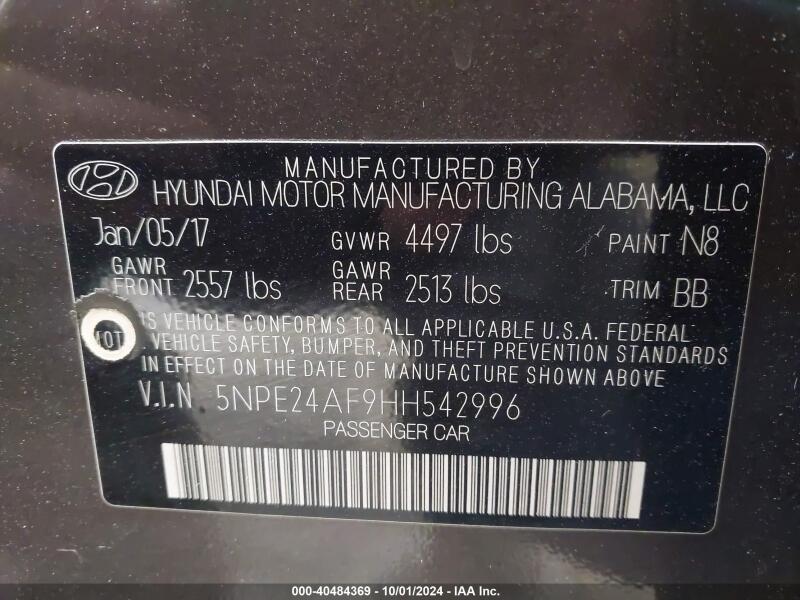 MANUFACTURED BY
HYUNDAI MOTOR MANUFACTURING ALABAMA, LLC
Jan/05/17 GVWR 4497 lbs PAINT N8
GAWR FRONT 2557 lbs GAWR REAR 2513 lbs TRIM BB
IS VEHICLE CONFORMS TO ALL APPLICABLE U.S.A. FEDERAL
MOT VEHICLE SAFETY, BUMPER, AND THEFT PREVENTION STANDARDS
IN EFFECT ON THE DATE OF MANUFACTURE SHOWN ABOVE.
V.I.N 5NPE24AF9HH542996
PASSENGER CAR
000-40484369 • 10/01/2024 • IAA Inc.